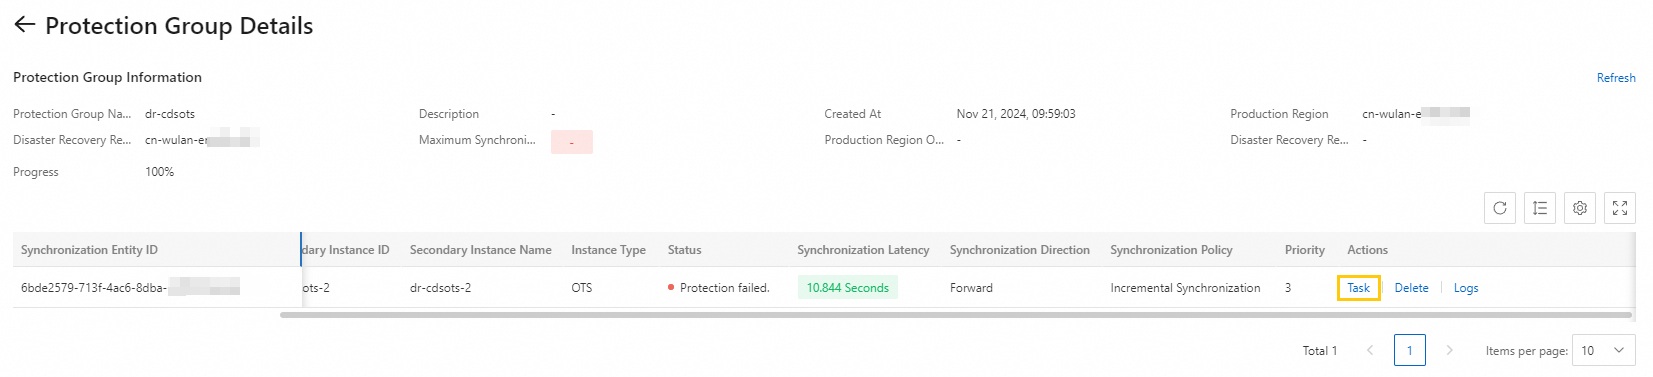 Protection Group Details
Protection Group Information
Refresh
Protection Group Na... dr-cdsots Description - Created At Nov 21, 2024, 09:59:03 Production Region cn-wulan-e
Disaster Recovery Re... cn-wulan-er Maximum Synchroni... - Production Region O... - Disaster Recovery Re... -
Progress 100%
Synchronization Entity ID dary Instance ID Secondary Instance Name Instance Type Status Synchronization Latency Synchronization Direction Synchronization Policy Priority Actions
6bde2579-713f-4ac6-8dba- ots-2 dr-cdsots-2 OTS Protection failed. 10.844 Seconds Forward Incremental Synchronization 3 Task Delete Logs
Total 1 1 Items per page: 10